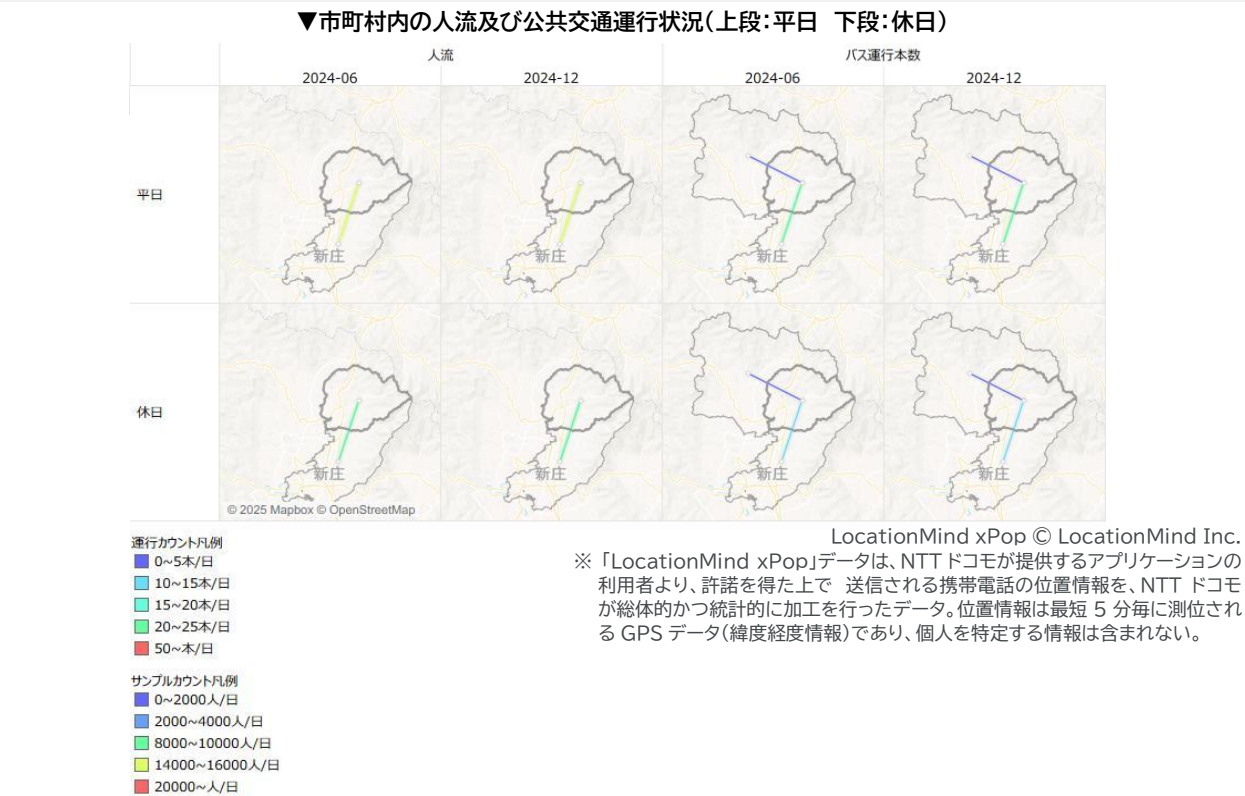 ▼市町村内の人流及び公共交通運行状況(上段:平日 下段:休日)
人流
バス運行本数
2024-06
2024-12
2024-06
2024-12
平日
新庄
新庄
新庄
新庄
休日
新庄
新庄
新庄
新庄
© 2025 Mapbox © OpenStreetMap
LocationMind xPop © LocationMind Inc.
※「LocationMind xPop」データは、NTTドコモが提供するアプリケーションの
利用者より、許諾を得た上で 送信される携帯電話の位置情報を、NTT ドコモ
が総体的かつ統計的に加工を行ったデータ。位置情報は最短 5 分毎に測位され
る GPS データ(緯度経度情報)であり、個人を特定する情報は含まれない。
運行カウント凡例
0~5本/日
10~15本/日
15~20本/日
20~25本/日
50~本/日
サンプルカウント凡例
0~2000人/日
2000~4000人/日
8000~10000人/日
14000~16000人/日
20000~人/日